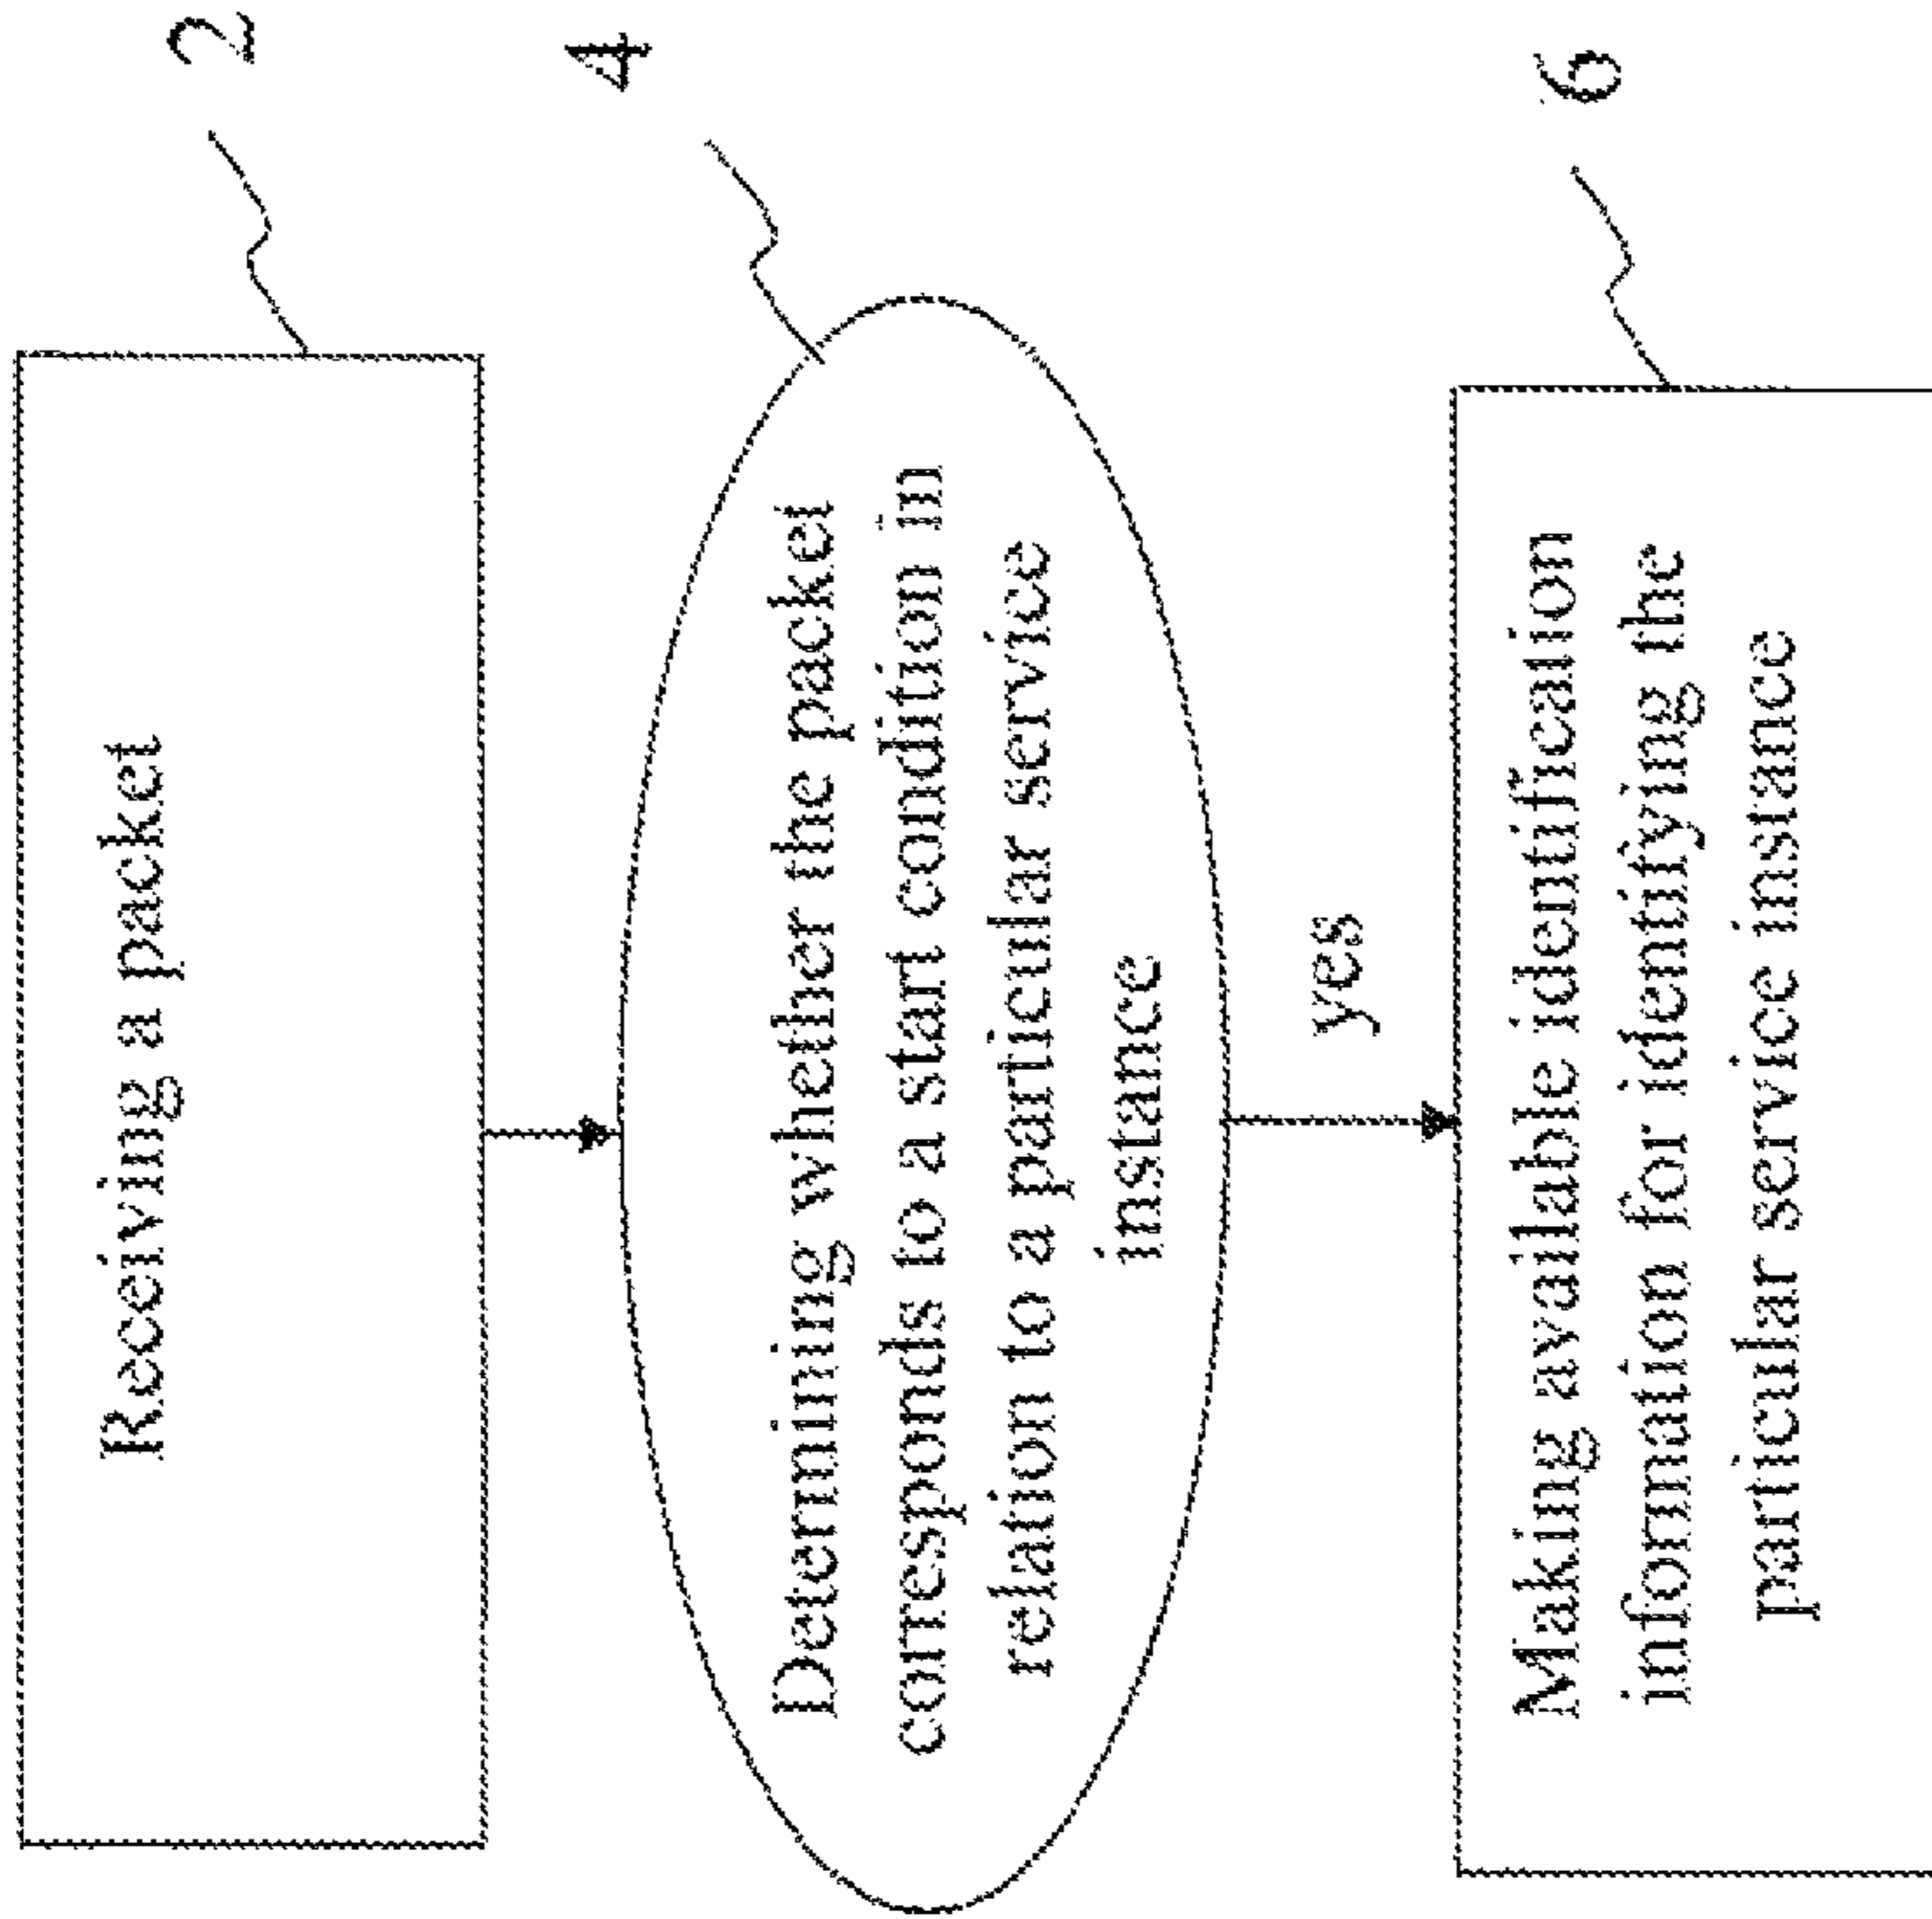 Receiving a packet
2
Determining whether the packet
corresponds to a start condition in
relation to a particular service
instance
4
yes
Making available identification
information for identifying the
particular service instance
6